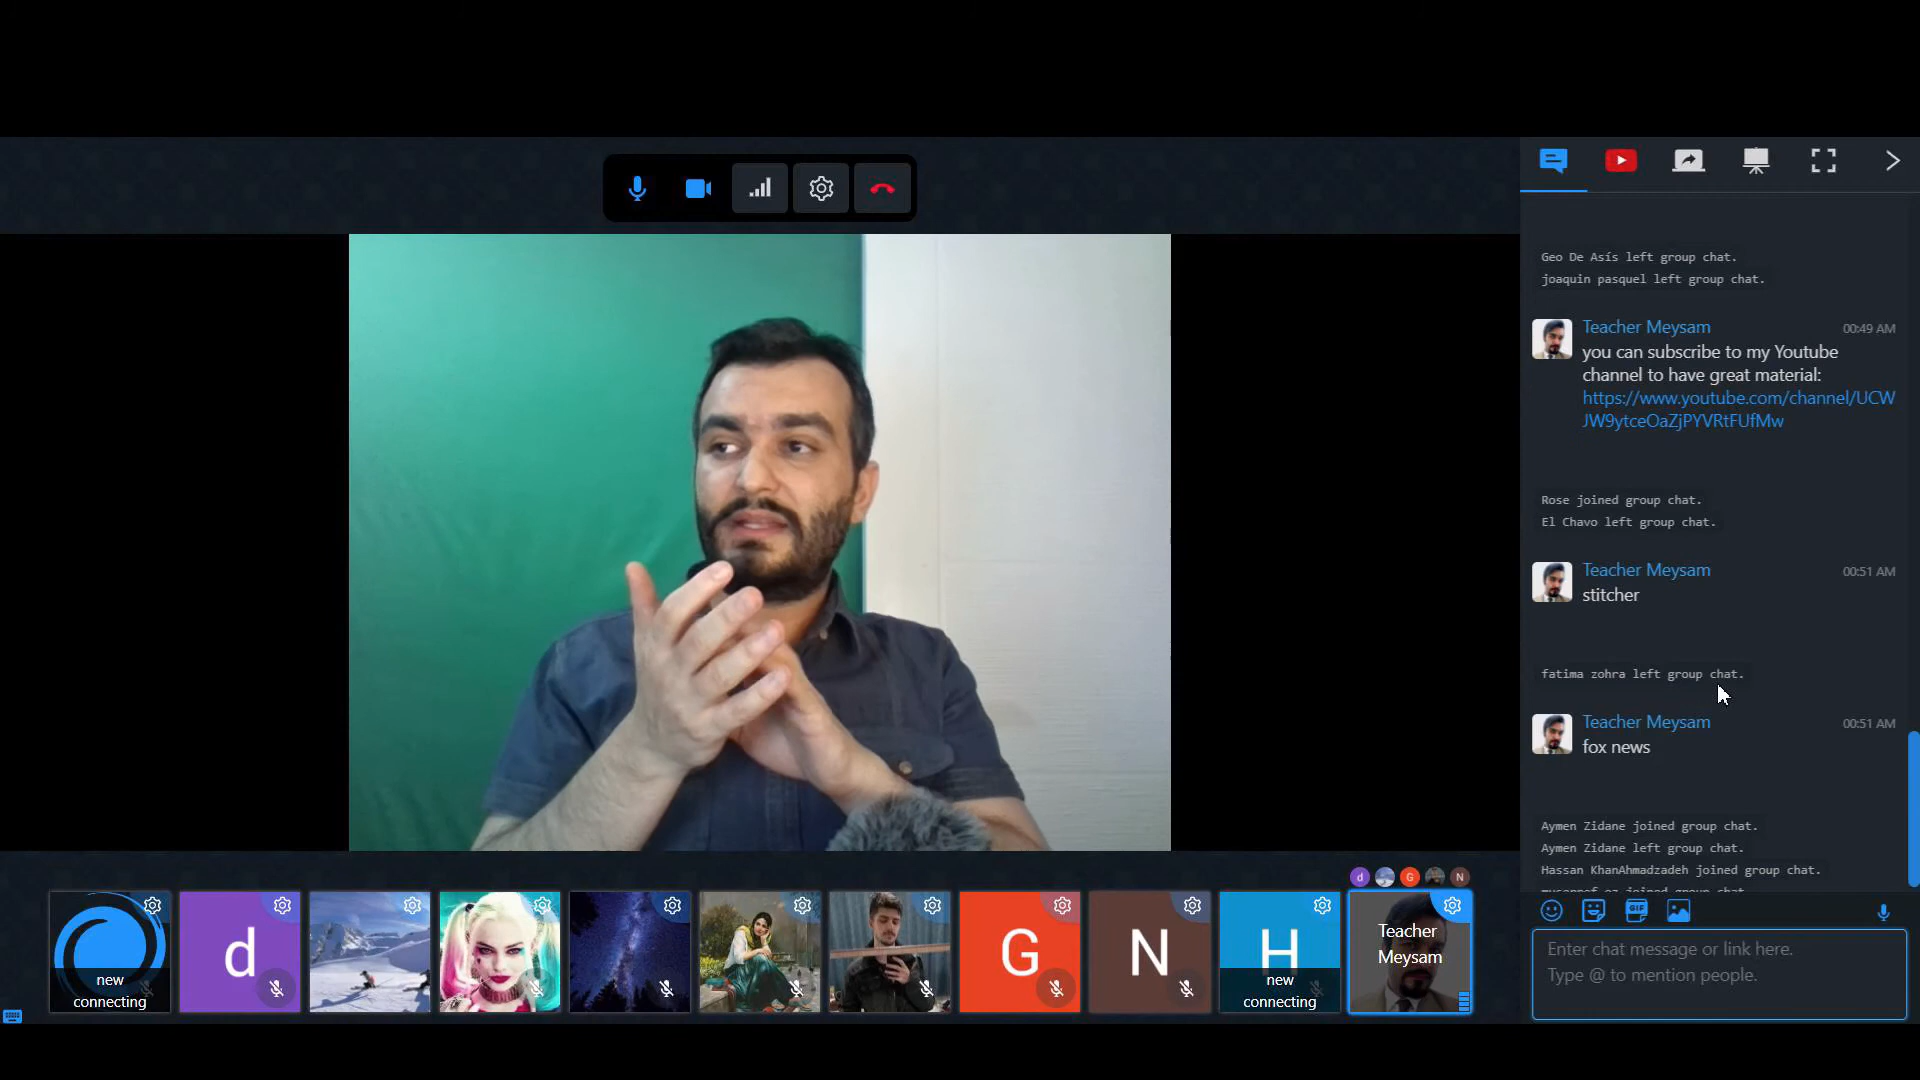 Geo De Asís left group chat.
joaquin pasquel left group chat.
Teacher Meysam 00:49 AM
you can subscribe to my Youtube
channel to have great material:
https://www.youtube.com/channel/UCW
JW9ytceOaZjPYVRtFUfMw
Rose joined group chat.
El Chavo left group chat.
Teacher Meysam 00:51 AM
stitcher
fatima zohra left group chat.
Teacher Meysam 00:51 AM
fox news
Aymen Zidane joined group chat.
Aymen Zidane left group chat.
Hassan KhanAhmadzadeh joined group chat.
joined group chat.
GIF
Enter chat message or link here.
Type @ to mention people.
d G N
new
connecting
d
G
N
H
new
connecting
Teacher
Meysam